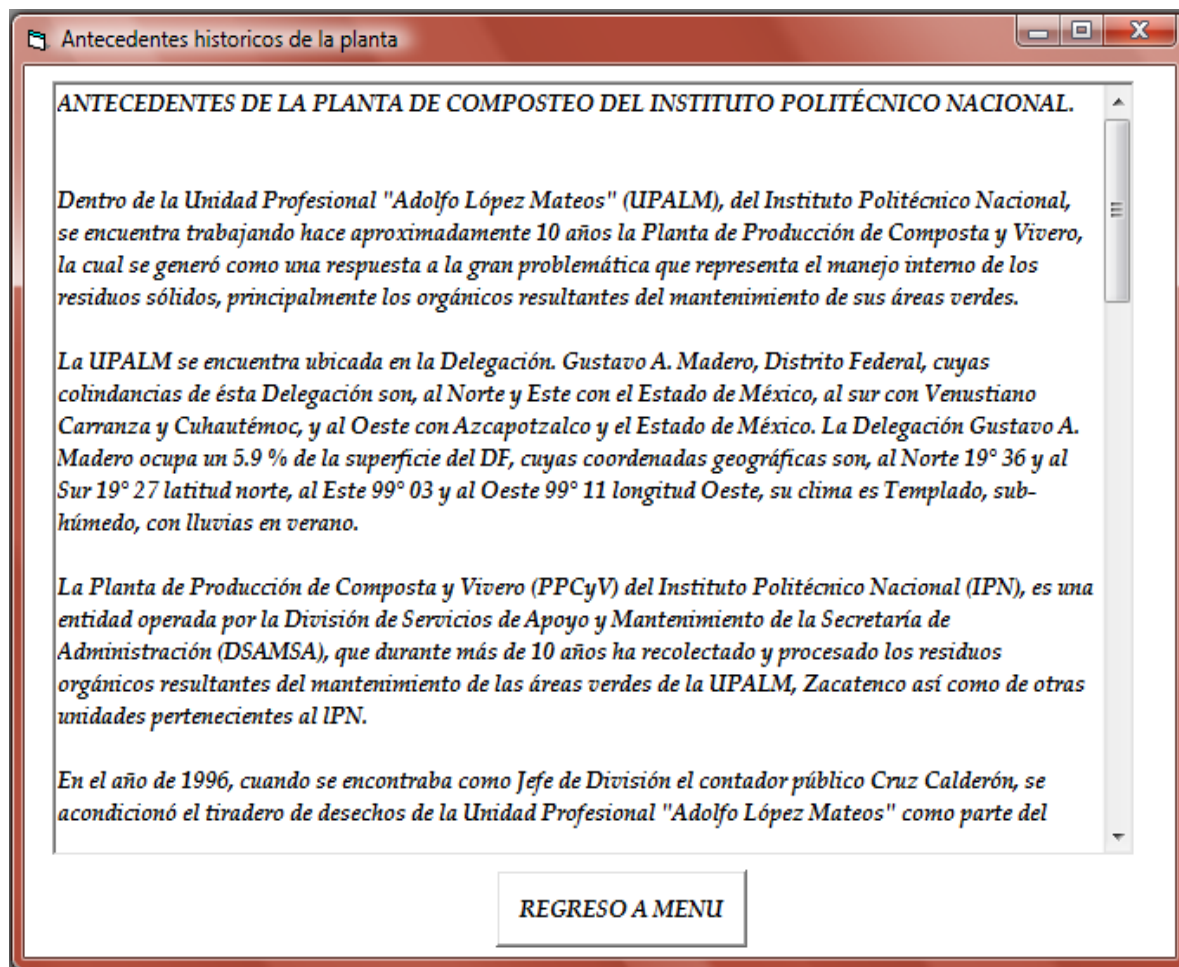 Antecedentes historicos de la planta
ANTECEDENTES DE LA PLANTA DE COMPOSTEO DEL INSTITUTO POLITÉCNICO NACIONAL.
Dentro de la Unidad Profesional "Adolfo López Mateos" (UPALM), del Instituto Politécnico Nacional,
se encuentra trabajando hace aproximadamente 10 años la Planta de Producción de Composta y Vivero,
la cual se generó como una respuesta a la gran problemática que representa el manejo interno de los
residuos sólidos, principalmente los orgánicos resultantes del mantenimiento de sus áreas verdes.
La UPALM se encuentra ubicada en la Delegación. Gustavo A. Madero, Distrito Federal, cuyas
colindancias de ésta Delegación son, al Norte y Este con el Estado de México, al sur con Venustiano
Carranza y Cuhautémoc, y al Oeste con Azcapotzalco y el Estado de México. La Delegación Gustavo A.
Madero ocupa un 5.9 % de la superficie del DF, cuyas coordenadas geográficas son, al Norte 19° 36 y al
Sur 19° 27 latitud norte, al Este 99° 03 y al Oeste 99° 11 longitud Oeste, su clima es Templado, sub-
húmedo, con lluvias en verano.
La Planta de Producción de Composta y Vivero (PPCyV) del Instituto Politécnico Nacional (IPN), es una
entidad operada por la División de Servicios de Apoyo y Mantenimiento de la Secretaría de
Administración (DSAMSA), que durante más de 10 años ha recolectado y procesado los residuos
orgánicos resultantes del mantenimiento de las áreas verdes de la UPALM, Zacatenco así como de otras
unidades pertenecientes al lPN.
En el año de 1996, cuando se encontraba como Jefe de División el contador público Cruz Calderón, se
acondicionó el tiradero de desechos de la Unidad Profesional "Adolfo López Mateos" como parte del
REGRESO A MENU